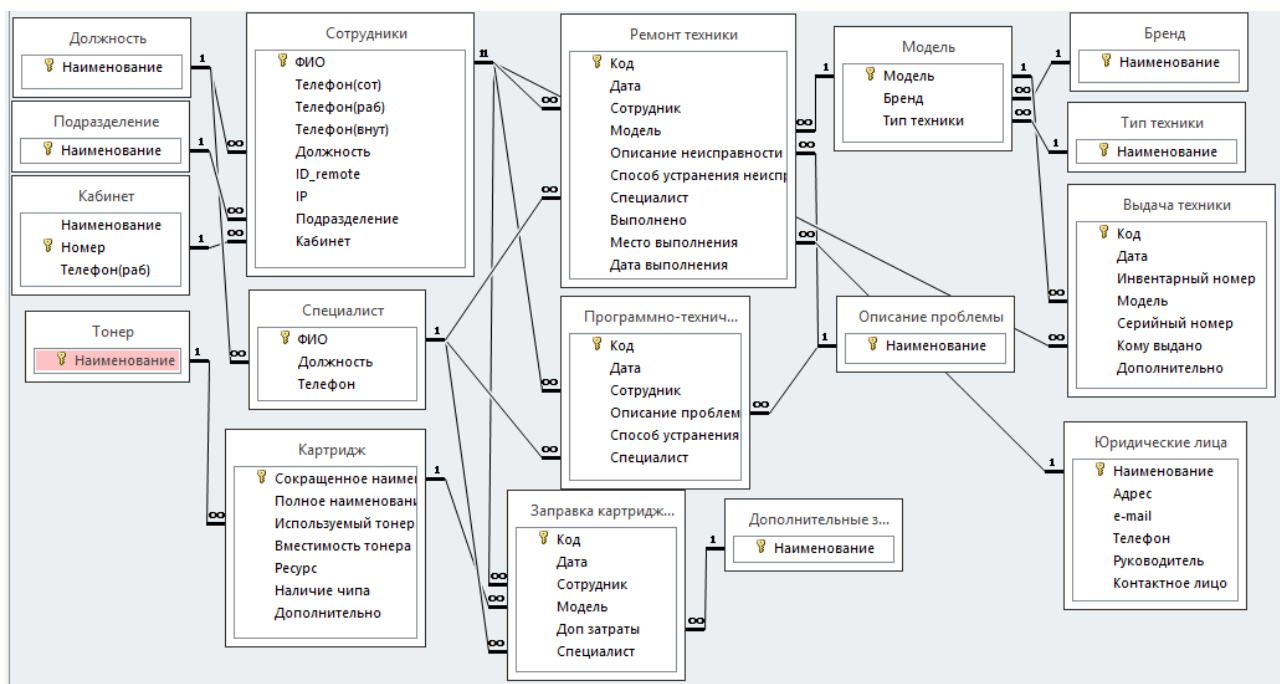 Должность
Наименование
Подразделение
Наименование
Кабинет
Наименование
Номер
Телефон(раб)
Тонер
Наименование
Сотрудники
ФИО
Телефон(сот)
Телефон(раб)
Телефон(внут)
Должность
ID_remote
IP
Подразделение
Кабинет
Специалист
ФИО
Должность
Телефон
Картридж
Сокращенное наимен
Полное наименовани
Используемый тонер
Вместимость тонера
Ресурс
Наличие чипа
Дополнительно
Ремонт техники
Код
Дата
Сотрудник
Модель
Описание неисправности
Способ устранения неиспр
Специалист
Выполнено
Место выполнения
Дата выполнения
Программно-технич...
Код
Дата
Сотрудник
Описание проблем
Способ устранения
Специалист
Заправка картридж...
Код
Дата
Сотрудник
Модель
Доп затраты
Специалист
Модель
Модель
Бренд
Тип техники
Описание проблемы
Наименование
Дополнительные з...
Наименование
Бренд
Наименование
Тип техники
Наименование
Выдача техники
Код
Дата
Инвентарный номер
Модель
Серийный номер
Кому выдано
Дополнительно
Юридические лица
Наименование
Адрес
e-mail
Телефон
Руководитель
Контактное лицо